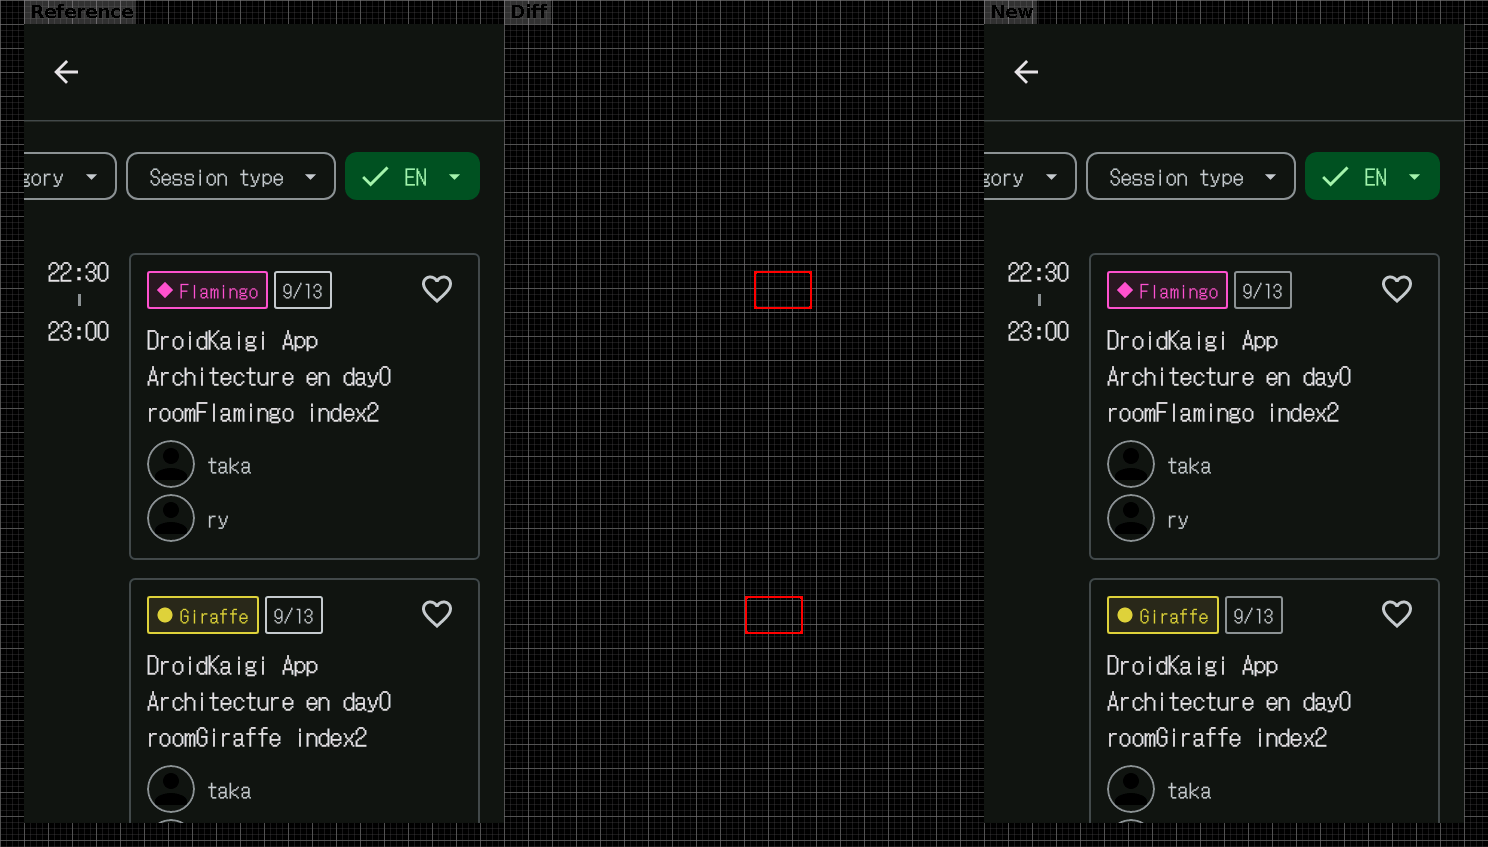 Reference
Diff
New
gory
Session type
EN
22:30
23:00
Flamingo
9/13
DroidKaigi App
Architecture en day0
roomFlamingo index2
taka
ry
Giraffe
9/13
DroidKaigi App
Architecture en day0
roomGiraffe index2
taka
gory
Session type
EN
22:30
23:00
Flamingo
9/13
DroidKaigi App
Architecture en day0
roomFlamingo index2
taka
ry
Giraffe
9/13
DroidKaigi App
Architecture en day0
roomGiraffe index2
taka